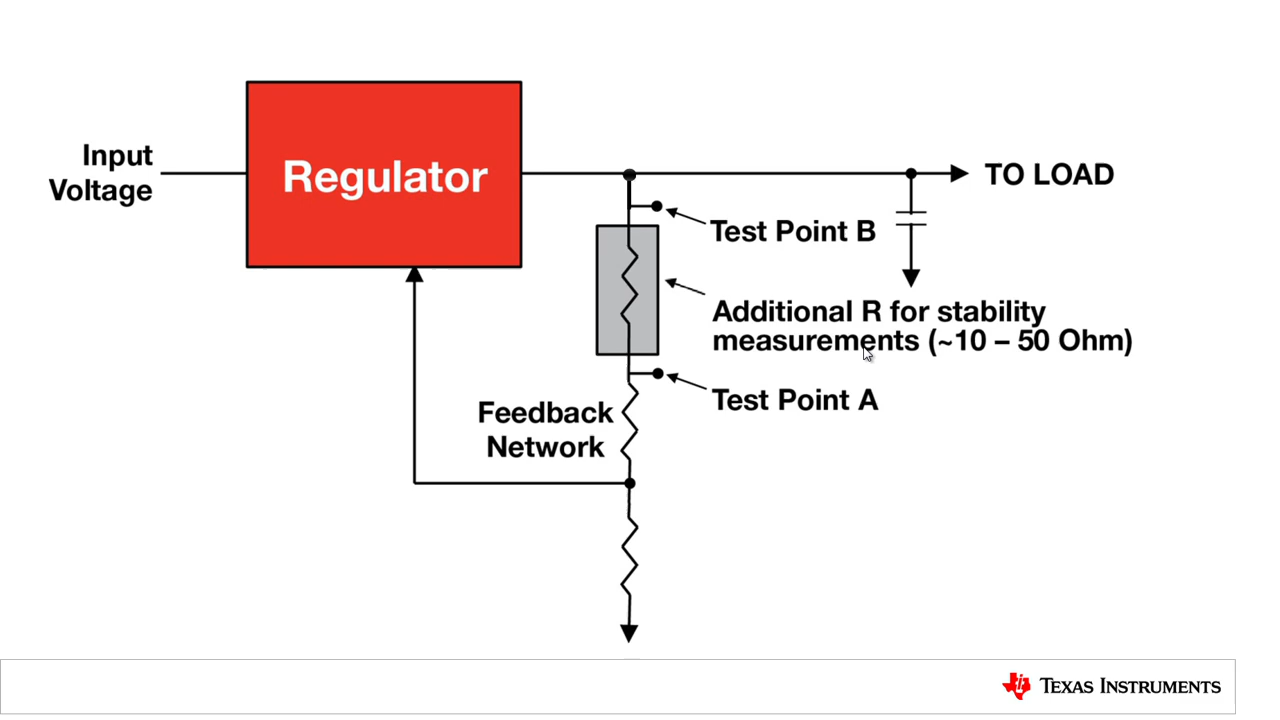 Input
Voltage
Regulator
TO LOAD
Test Point B
Additional R for stability
measurements (~10 – 50 Ohm)
Test Point A
Feedback
Network
TEXAS INSTRUMENTS